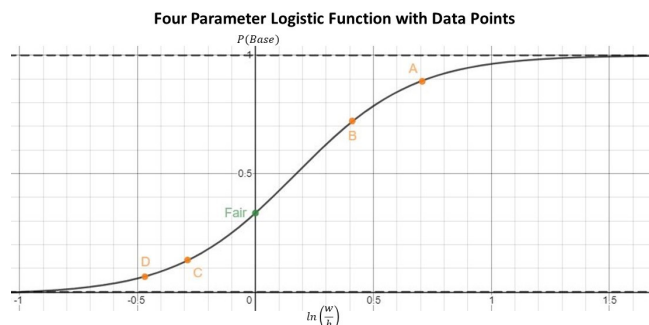 Four Parameter Logistic Function with Data Points
P(Base)
1
A
B
0.5
Fair
D
C
-1
-0.5
0
0.5
1
1.5
ln(w/h)